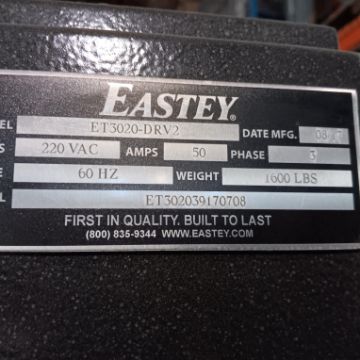 EASTEY®
EL ET3020-DRV2 DATE MFG. 08
S 220 VAC AMPS 50 PHASE 3
E 60 HZ WEIGHT 1600 LBS
L ET302039170708
FIRST IN QUALITY. BUILT TO LAST
(800) 835-9344 WWW.EASTEY.COM